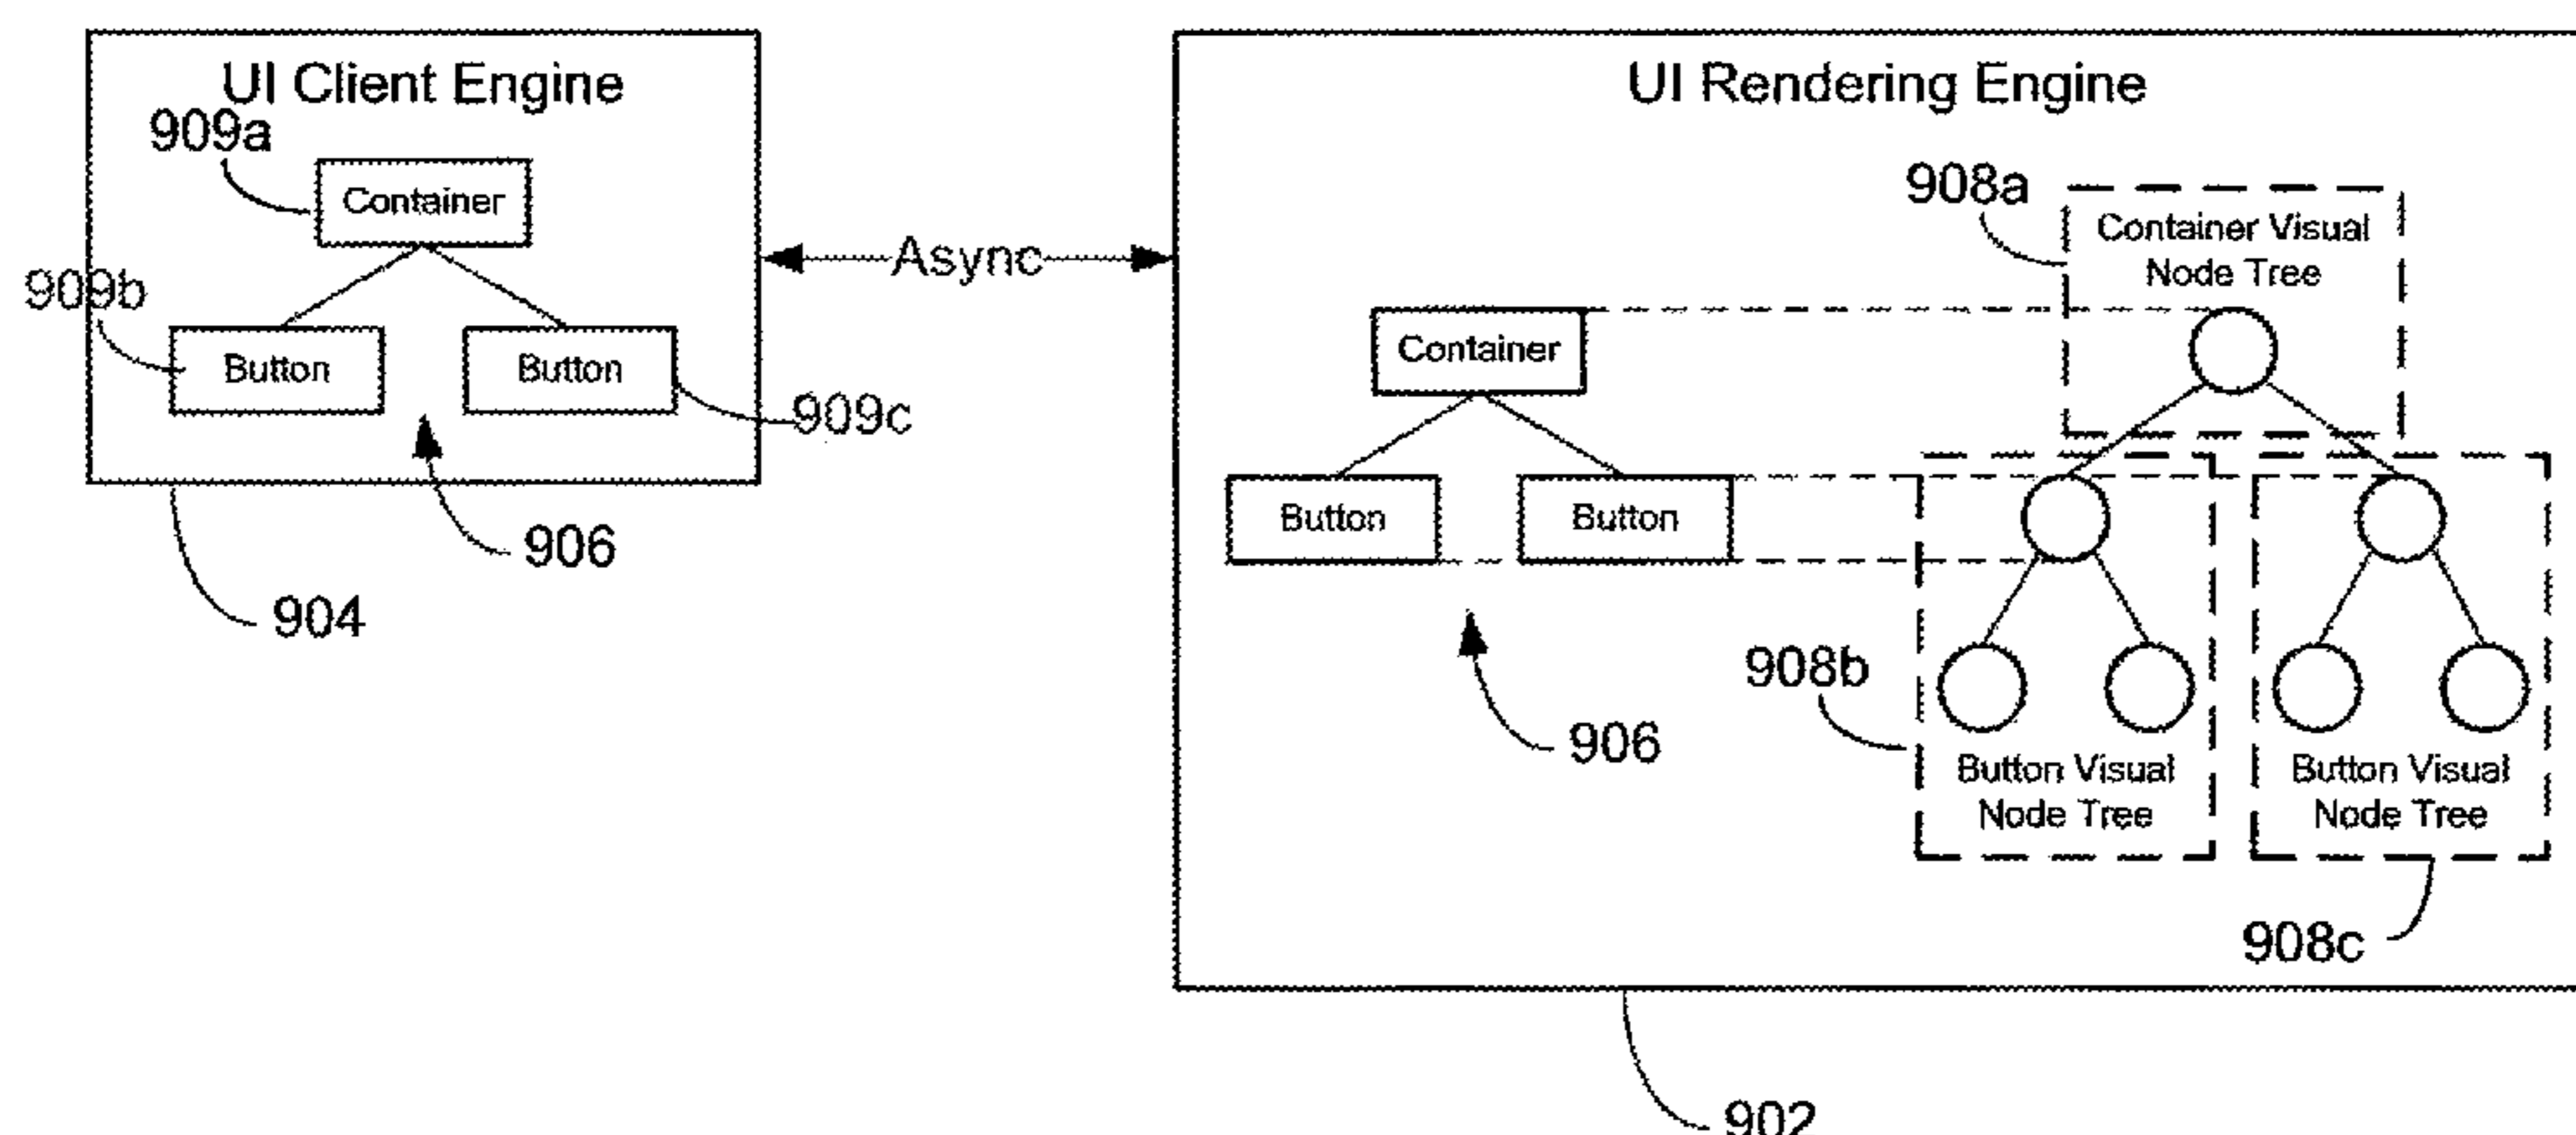 UI Client Engine
909a
Container
909b
Button
Button
909c
906
904
Async
UI Rendering Engine
908a
Container Visual
Node Tree
Container
Button
Button
906
908b
Button Visual
Node Tree
Button Visual
Node Tree
908c
902